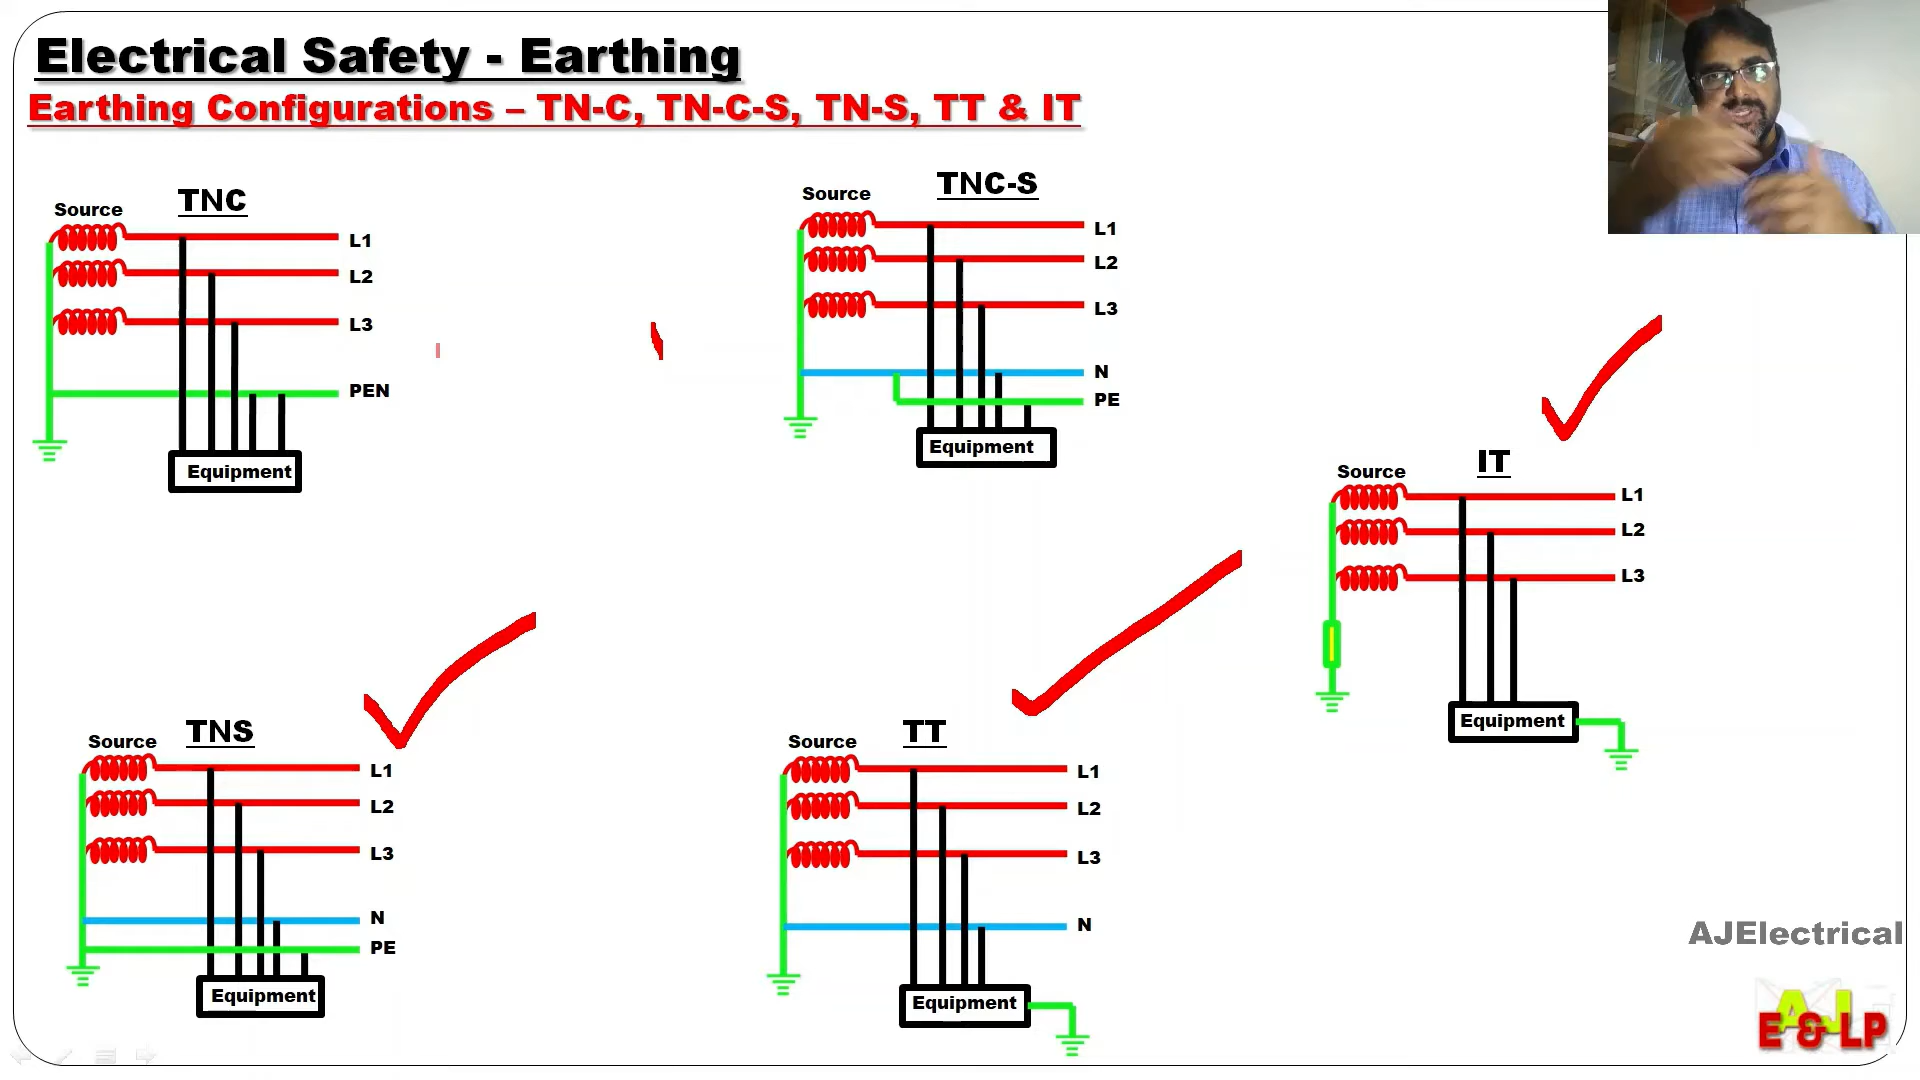 Electrical Safety - Earthing
Earthing Configurations – TN-C, TN-C-S, TN-S, TT & IT
TNC
Source
L1
L2
L3
PEN
Equipment
TNC-S
Source
L1
L2
L3
N
PE
Equipment
IT
Source
L1
L2
L3
Equipment
TNS
Source
L1
L2
L3
N
PE
Equipment
TT
Source
L1
L2
L3
N
Equipment
AJElectrical
AJ
E & LP